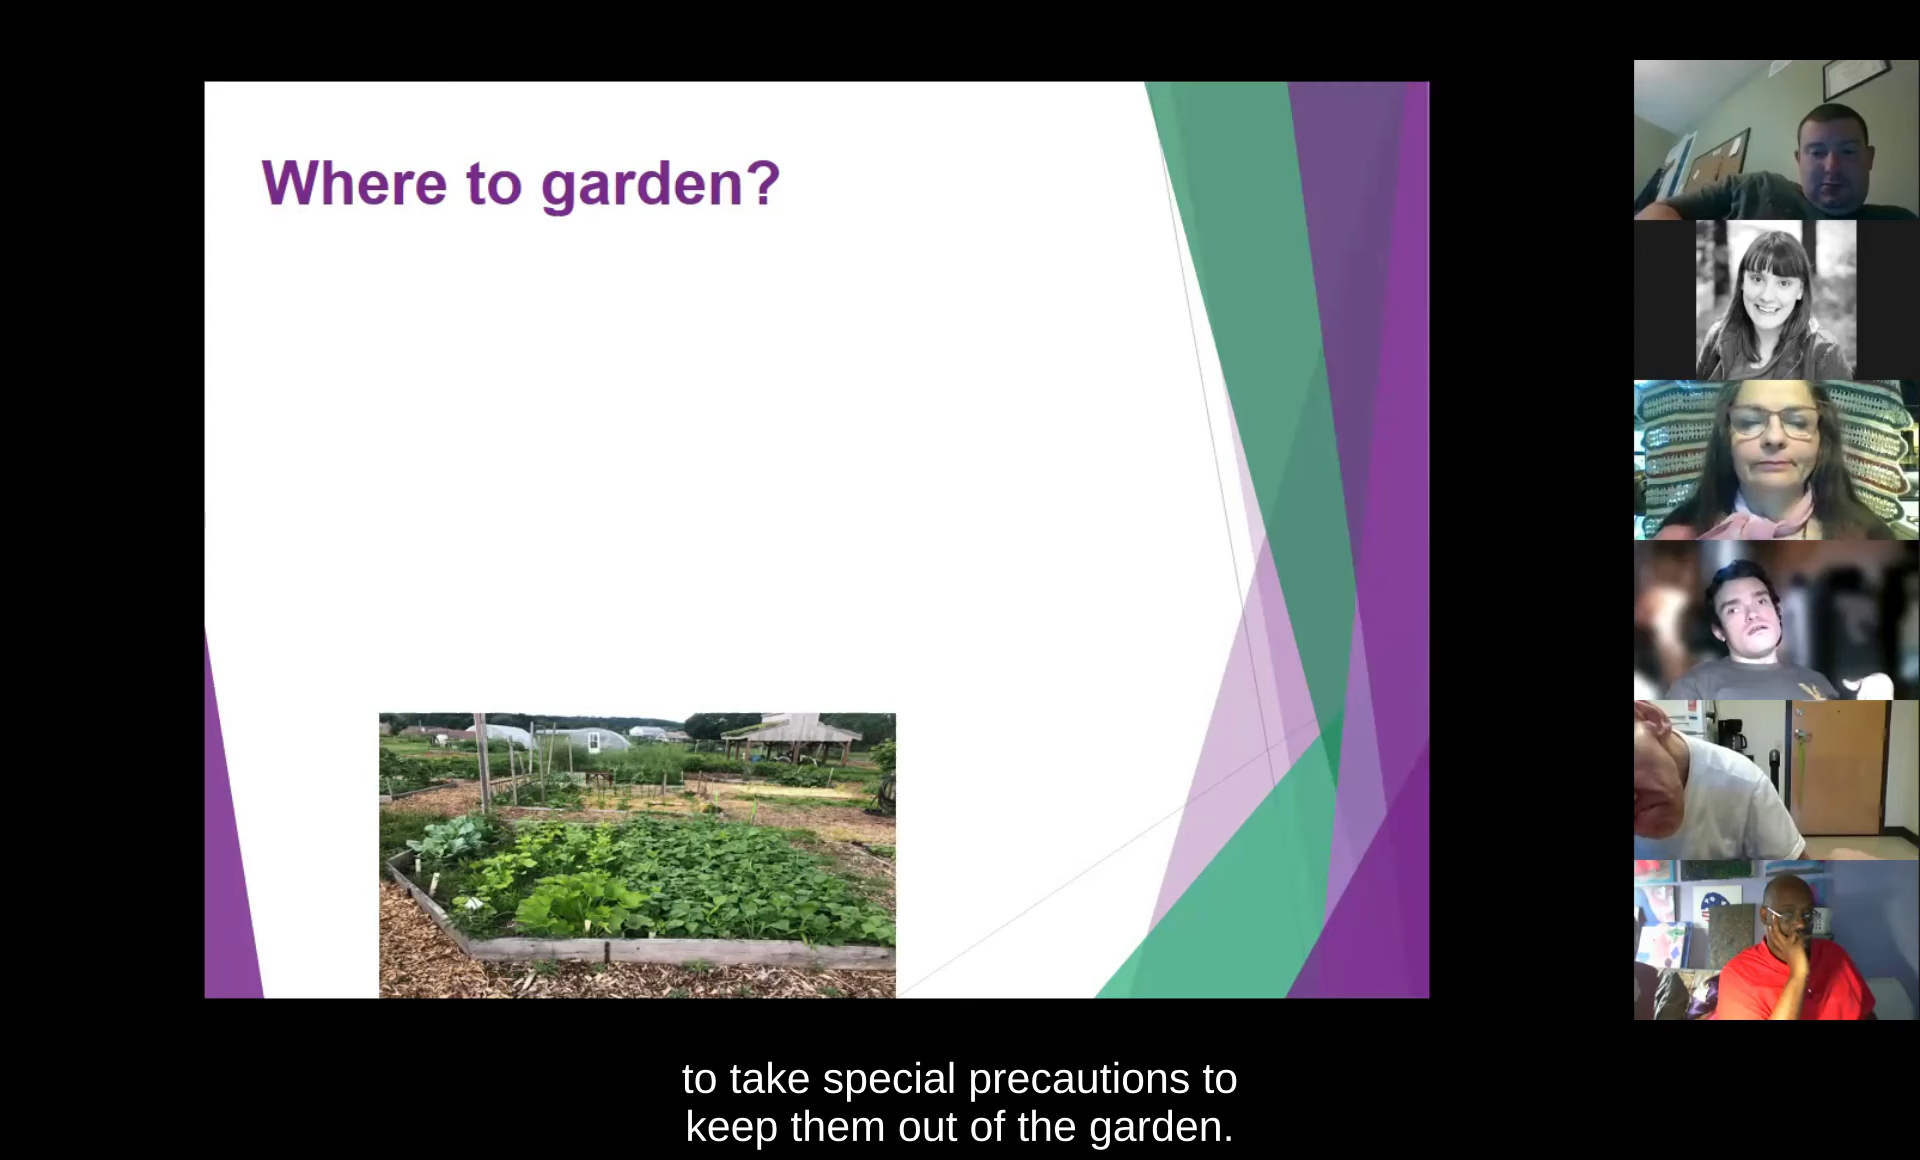 Where to garden?
to take special precautions to
keep them out of the garden.